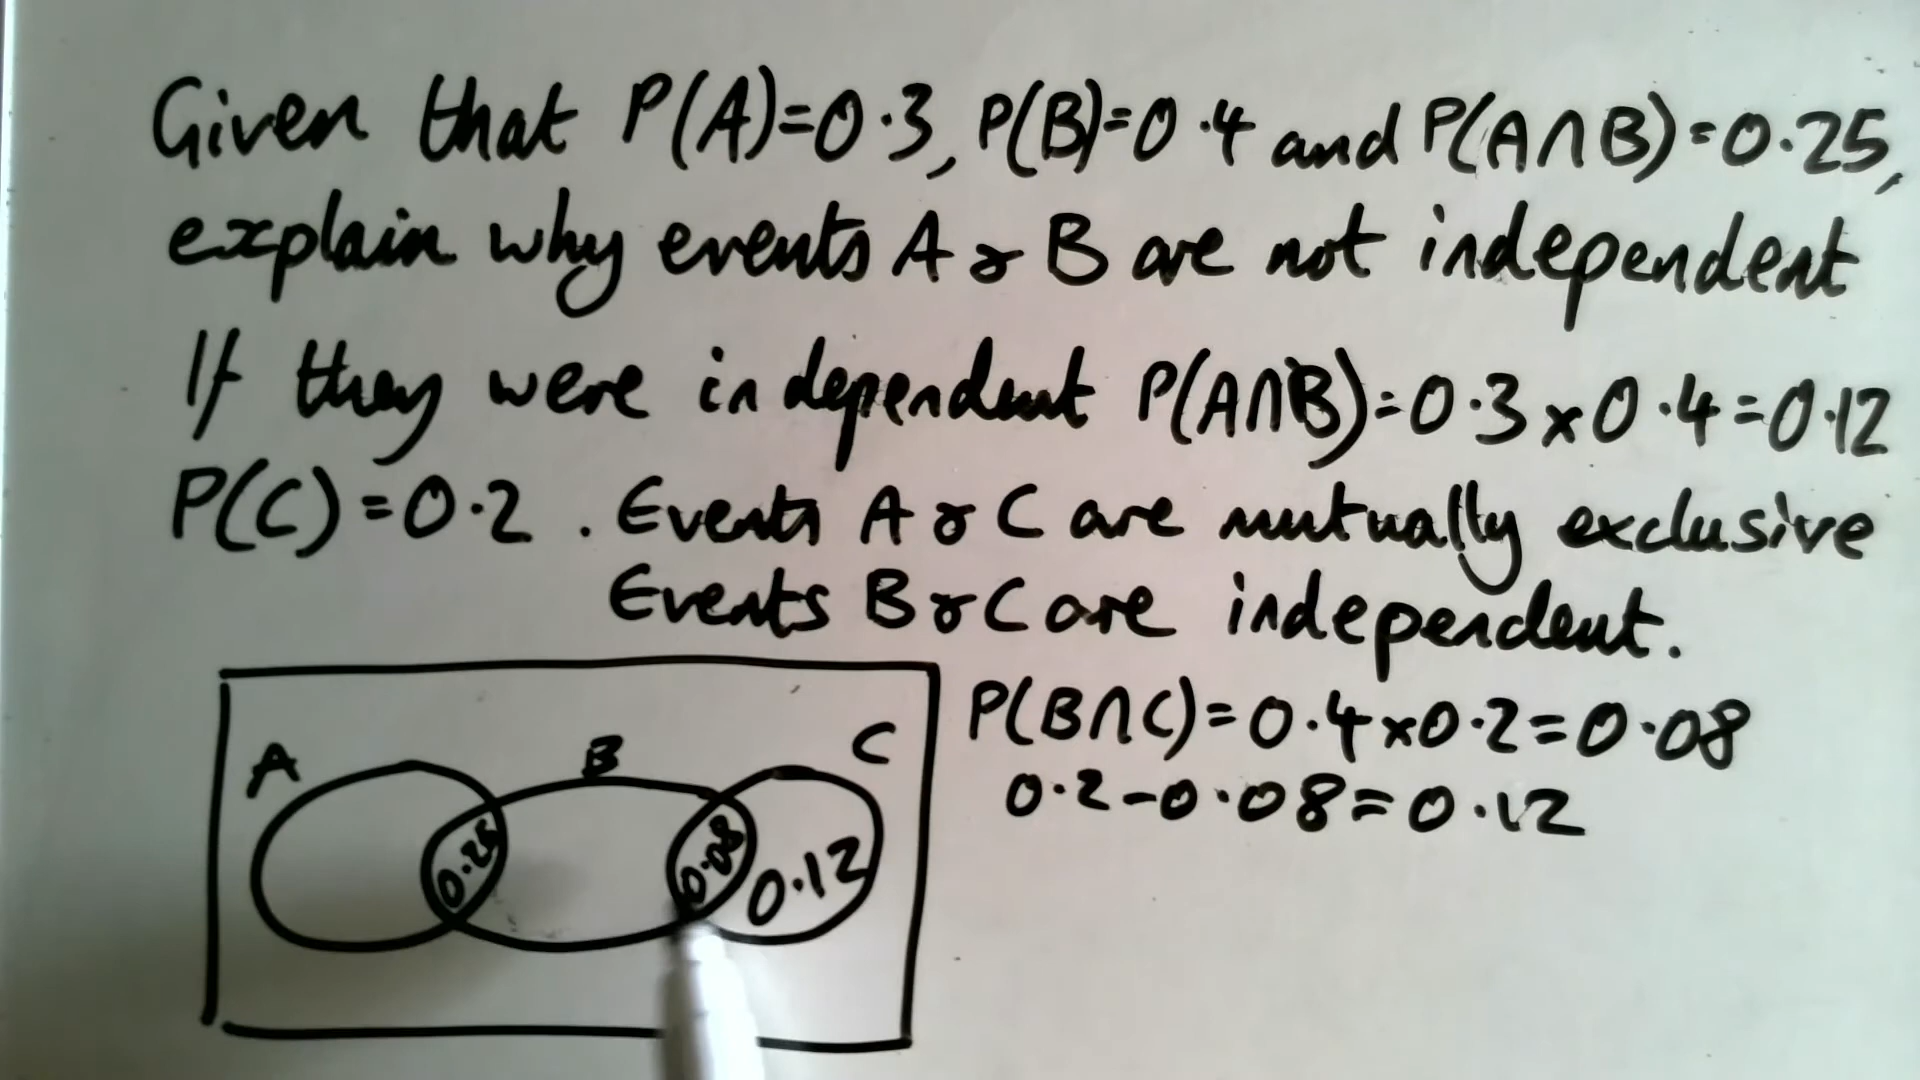 Given that P(A)=0.3, P(B)=0.4 and P(A∩B)=0.25,
explain why events A & B are not independent
If they were independent P(A∩B)=0.3×0.4=0.12
P(C)=0.2. Events A & C are mutually exclusive
Events B & C are independent.
P(B∩C)=0.4×0.2=0.08
0.2-0.08=0.12
A B C
0.25 0.08 0.12